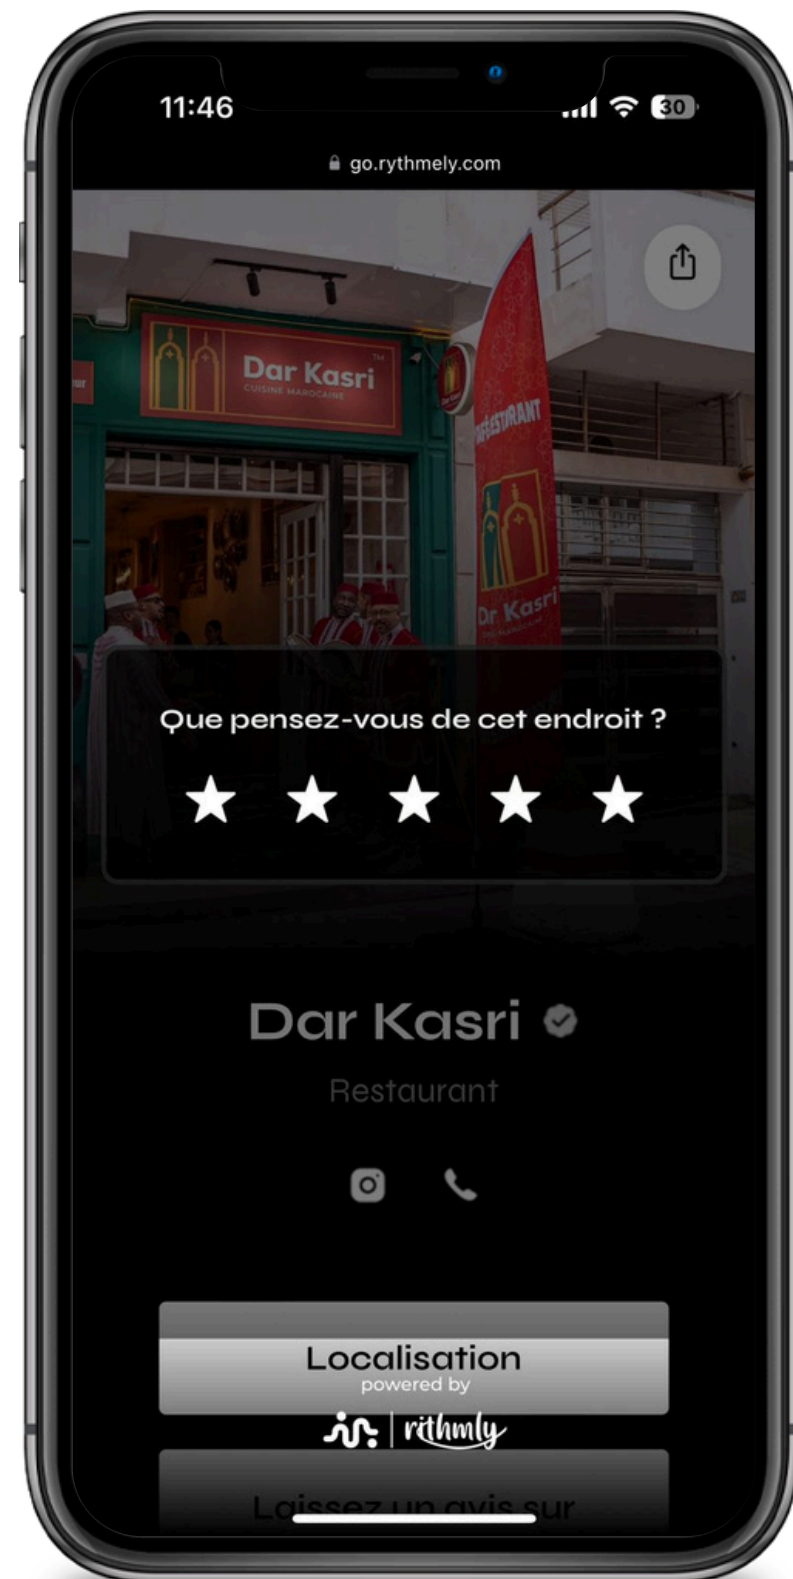 11:46
30
go.rythmely.com
Dar Kasri TM
CUISINE MAROCAINE
Dr Kasri
Que pensez-vous de cet endroit ?
Dar Kasri
Restaurant
Localisation
powered by
rithmly
Laissez un avis sur